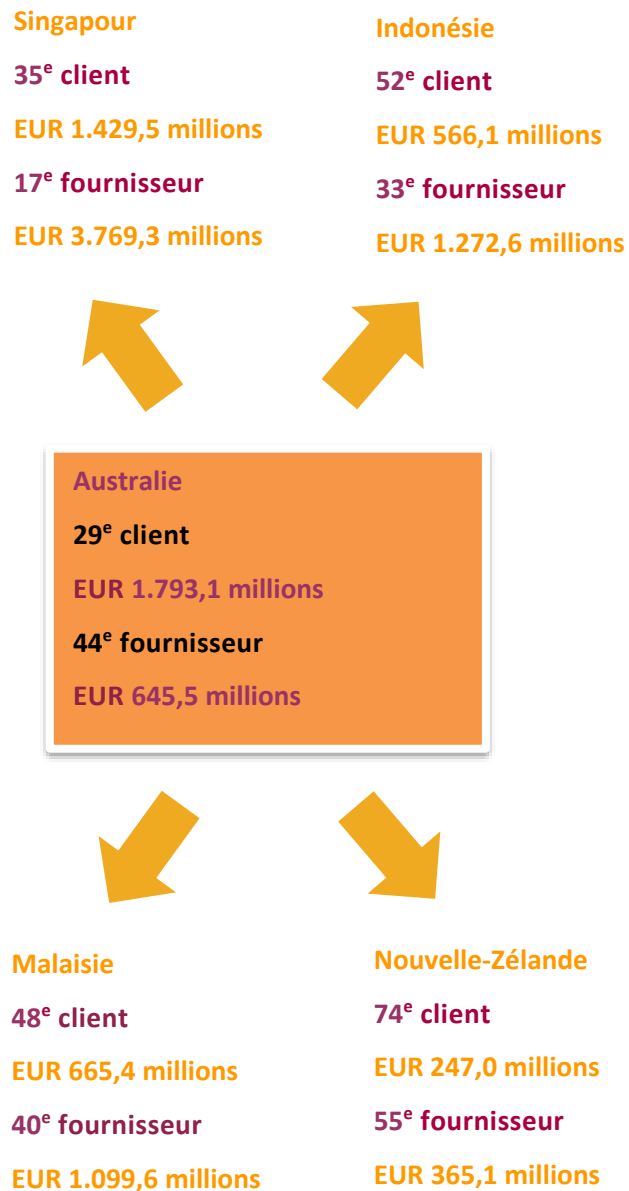 Singapour
35e client
EUR 1.429,5 millions
17e fournisseur
EUR 3.769,3 millions
Indonésie
52e client
EUR 566,1 millions
33e fournisseur
EUR 1.272,6 millions
Australie
29e client
EUR 1.793,1 millions
44e fournisseur
EUR 645,5 millions
Malaisie
48e client
EUR 665,4 millions
40e fournisseur
EUR 1.099,6 millions
Nouvelle-Zélande
74e client
EUR 247,0 millions
55e fournisseur
EUR 365,1 millions